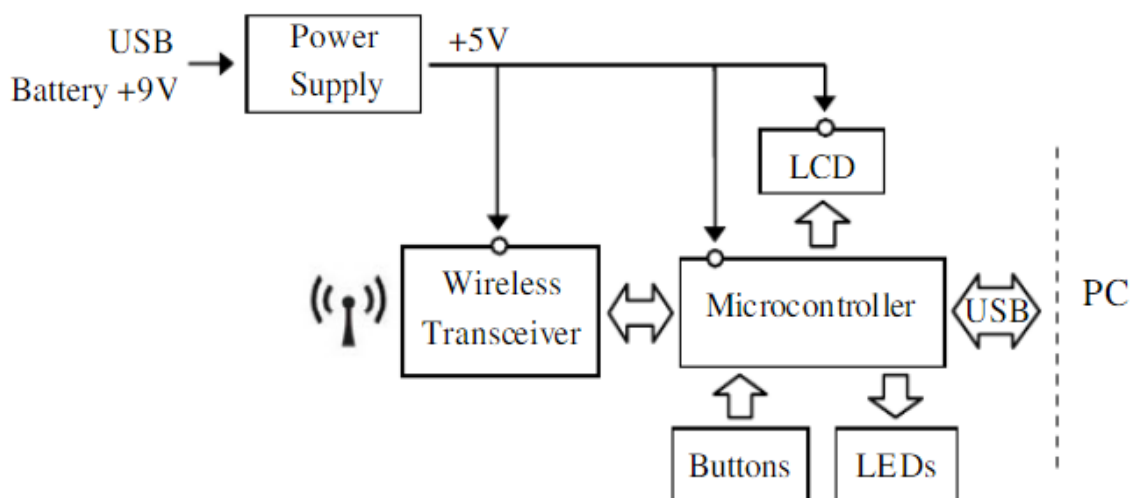 USB
Battery +9V
Power
Supply
+5V
LCD
Wireless
Transceiver
Microcontroller
USB
PC
Buttons
LEDs